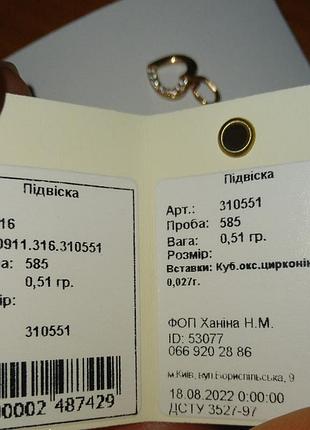 Підвіска
16
0911.316.310551
ба: 585
0,51 гр.
ір:
310551
00002 487429
Підвіска
Арт.: 310551
Проба: 585
Вага: 0,51 гр.
Розмір:
Вставки: Куб.окс.цирконію
0,027г.
ФОП Ханіна Н.М.
ID: 53077
066 920 28 86
м.Київ, вул.Бориспільська, 9
18.08.2022 0:00:00
ДСТУ 3527-97